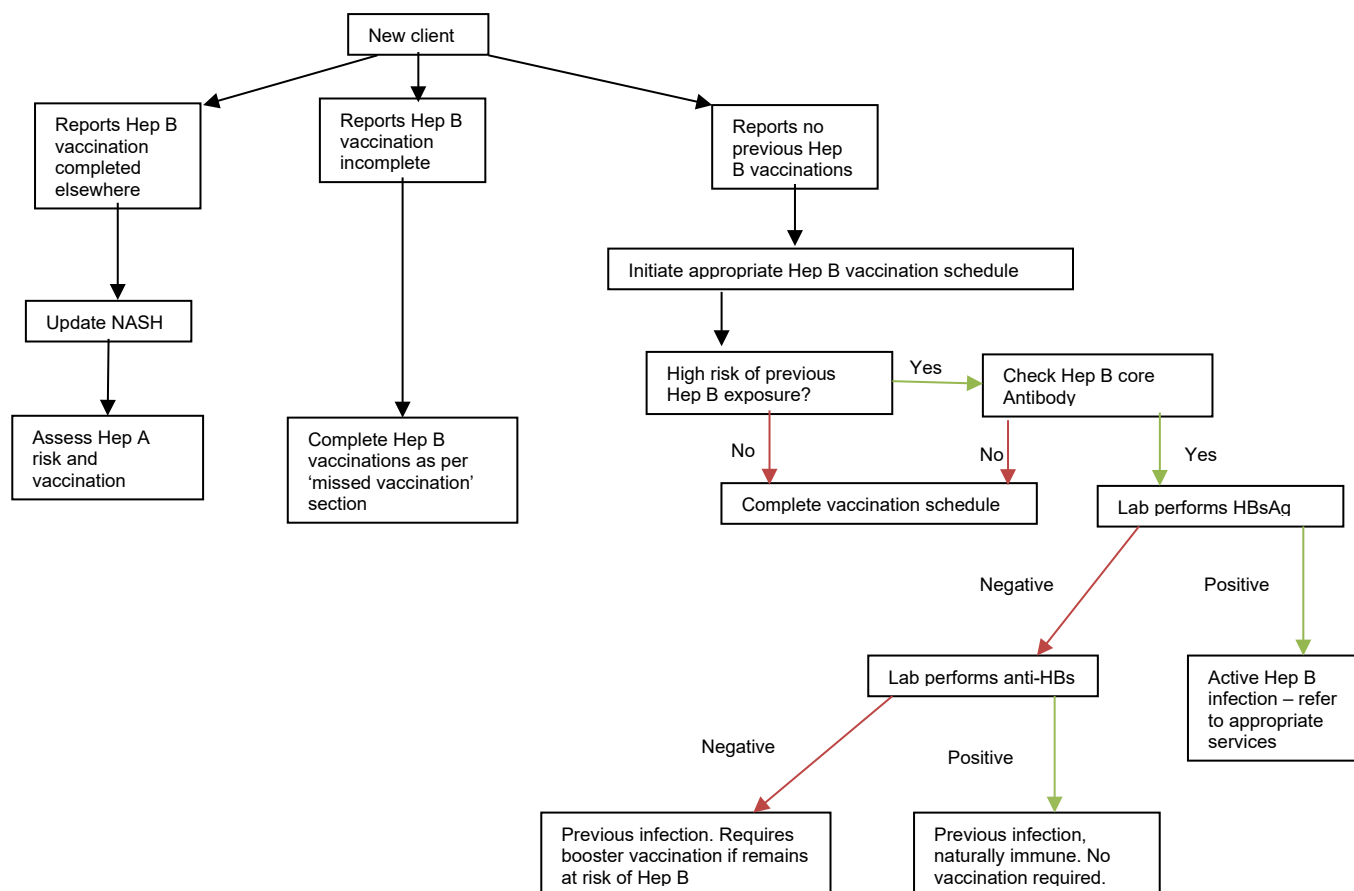 New client
Reports Hep B
vaccination
completed
elsewhere
Reports Hep B
vaccination
incomplete
Reports no
previous Hep
B vaccinations
Initiate appropriate Hep B vaccination schedule
Update NASH
High risk of previous
Hep B exposure?
Yes
Check Hep B core
Antibody
Assess Hep A
risk and
vaccination
Complete Hep B
vaccinations as per
‘missed vaccination’
section
No
No
Yes
Complete vaccination schedule
Lab performs HBsAg
Negative
Positive
Lab performs anti-HBs
Active Hep B
infection – refer
to appropriate
services
Negative
Positive
Previous infection. Requires
booster vaccination if remains
at risk of Hep B
Previous infection,
naturally immune. No
vaccination required.